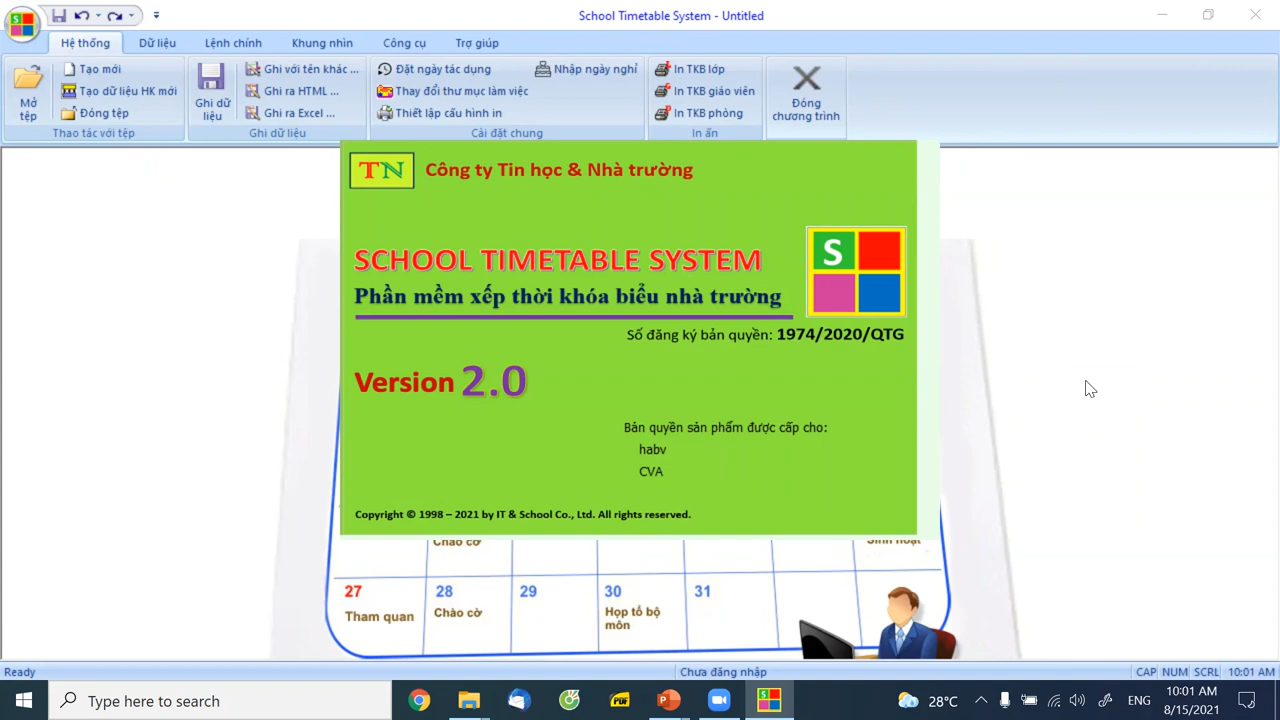 School Timetable System - Untitled
Hệ thống Dữ liệu Lệnh chính Khung nhìn Công cụ Trợ giúp
Mở tệp
Tạo mới
Tạo dữ liệu HK mới
Đóng tệp
Thao tác với tệp
Ghi dữ liệu
Ghi với tên khác ...
Ghi ra HTML ...
Ghi ra Excel ...
Ghi dữ liệu
Đặt ngày tác dụng
Thay đổi thư mục làm việc
Thiết lập cấu hình in
Nhập ngày nghỉ
Cài đặt chung
In TKB lớp
In TKB giáo viên
In TKB phòng
In ấn
Đóng chương trình
TN
Công ty Tin học & Nhà trường
SCHOOL TIMETABLE SYSTEM
S
Phần mềm xếp thời khóa biểu nhà trường
Số đăng ký bản quyền: 1974/2020/QTG
Version 2.0
Bản quyền sản phẩm được cấp cho:
habv
CVA
Copyright © 1998 – 2021 by IT & School Co., Ltd. All rights reserved.
Chào cờ
Sinh hoạt
27 28 29 30 31
Tham quan
Chào cờ
Họp tổ bộ
môn
Ready
Chưa đăng nhập
CAP NUM SCRL 10:01 AM
Type here to search
PDF
28°C
ENG
10:01 AM
8/15/2021